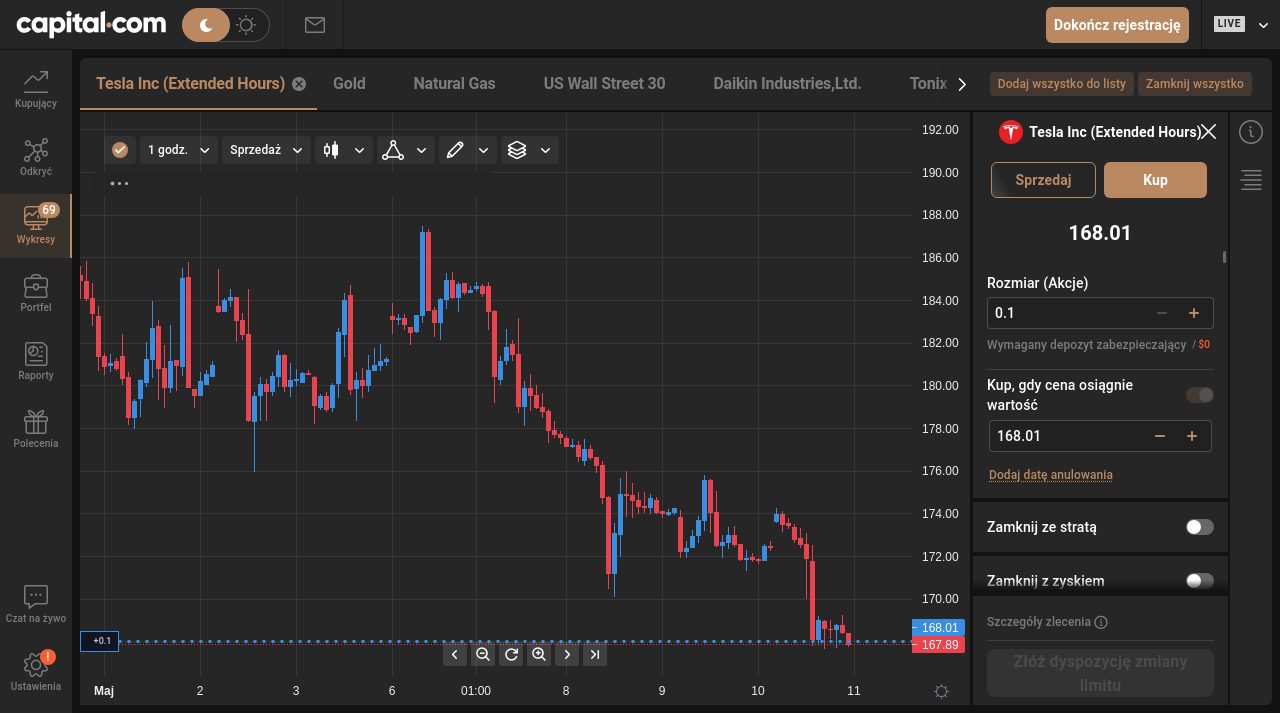 capital.com
Dokończ rejestrację
LIVE
Kupujący
Odkryć
69
Wykresy
Portfel
Raporty
Polecenia
Czat na żywo
!
Ustawienia
Tesla Inc (Extended Hours)
Gold
Natural Gas
US Wall Street 30
Daikin Industries,Ltd.
Tonix
Dodaj wszystko do listy
Zamknij wszystko
1 godz.
Sprzedaż
192.00
190.00
188.00
186.00
184.00
182.00
180.00
178.00
176.00
174.00
172.00
170.00
168.01
167.89
+0.1
Maj
2
3
6
01:00
8
9
10
11
Tesla Inc (Extended Hours)
Sprzedaj
Kup
168.01
Rozmiar (Akcje)
0.1
Wymagany depozyt zabezpieczający / $0
Kup, gdy cena osiągnie
wartość
168.01
Dodaj datę anulowania
Zamknij ze stratą
Zamknij z zyskiem
Szczegóły zlecenia
Złóż dyspozycję zmiany
limitu